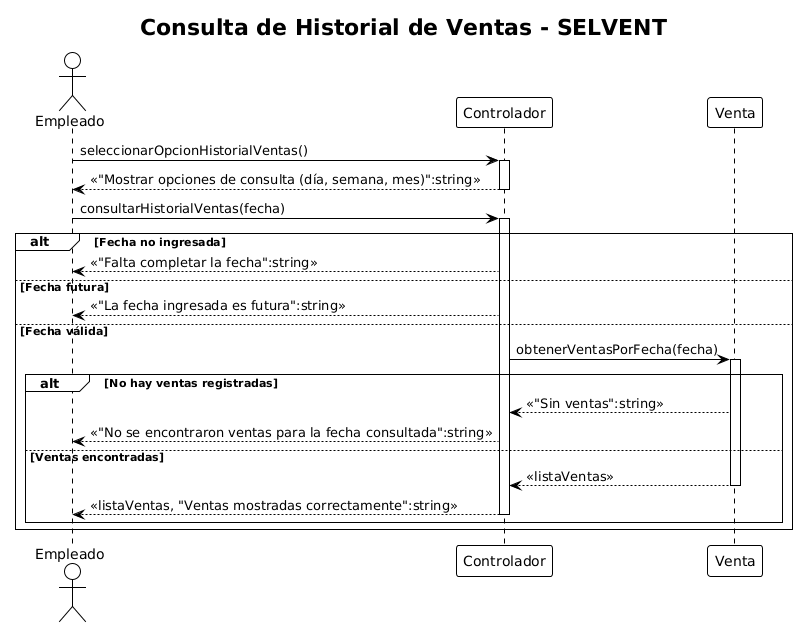 Consulta de Historial de Ventas - SELVENT
Empleado
Controlador
Venta
seleccionarOpcionHistorialVentas()
«"Mostrar opciones de consulta (día, semana, mes)":string»
consultarHistorialVentas(fecha)
alt
[Fecha no ingresada]
«"Falta completar la fecha":string»
[Fecha futura]
«"La fecha ingresada es futura":string»
[Fecha válida]
obtenerVentasPorFecha(fecha)
alt
[No hay ventas registradas]
«"Sin ventas":string»
«"No se encontraron ventas para la fecha consultada":string»
[Ventas encontradas]
«listaVentas»
«listaVentas, "Ventas mostradas correctamente":string»
Empleado
Controlador
Venta